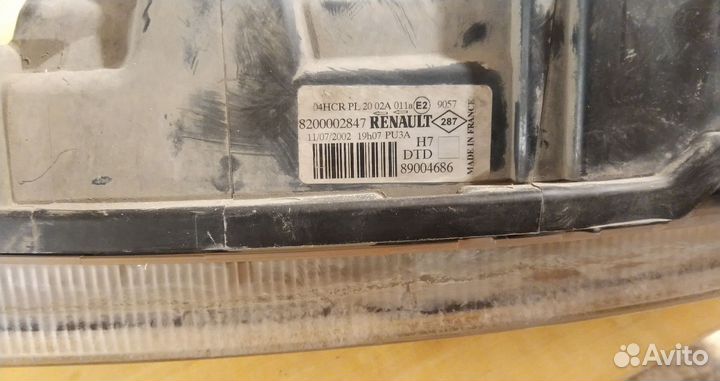 04HCR PL 20 02A 011a E2 9057
8200002847 RENAULT 287
11/07/2002 19h07 PU3A
H7
DTD
89004686
MADE IN FRANCE
Avito